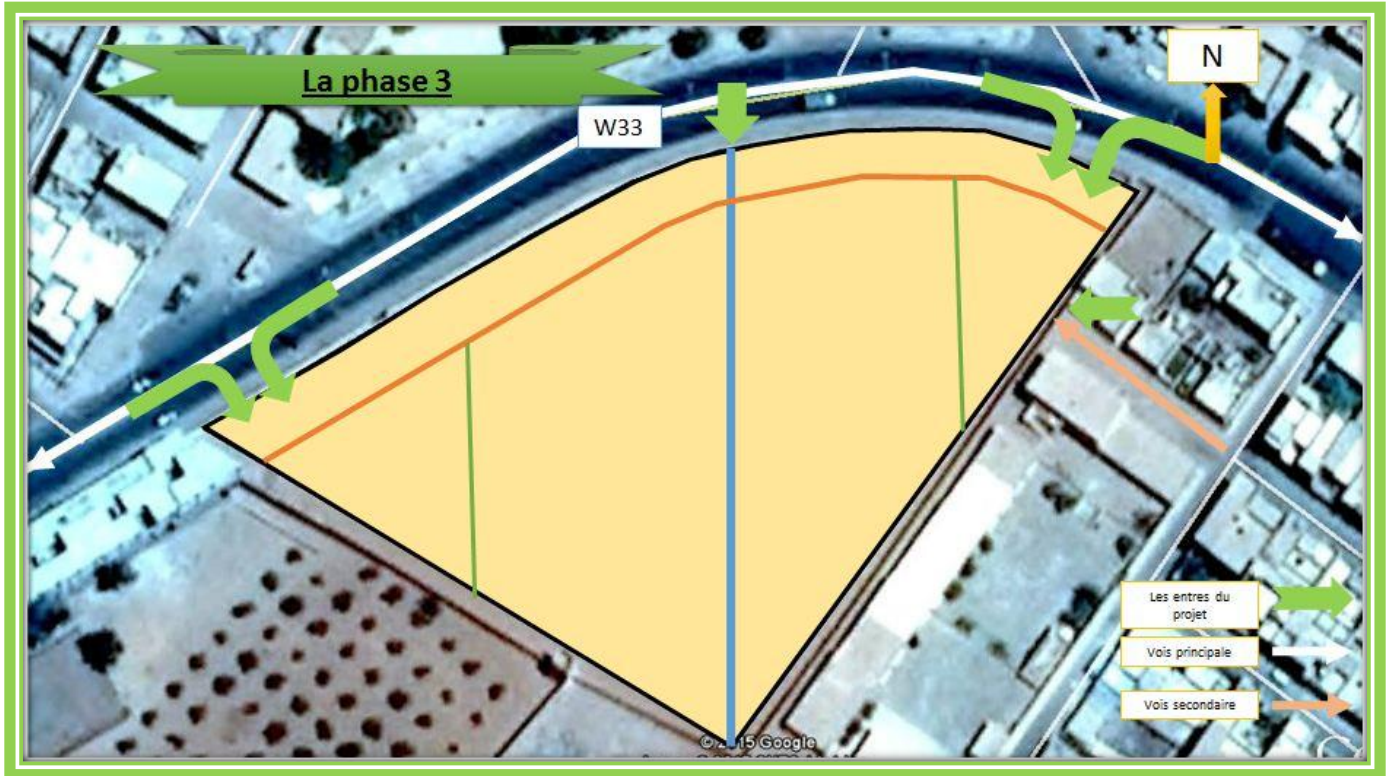 La phase 3
N
W33
Les entres du
projet
Vois principale
Vois secondaire
© 2015 Google